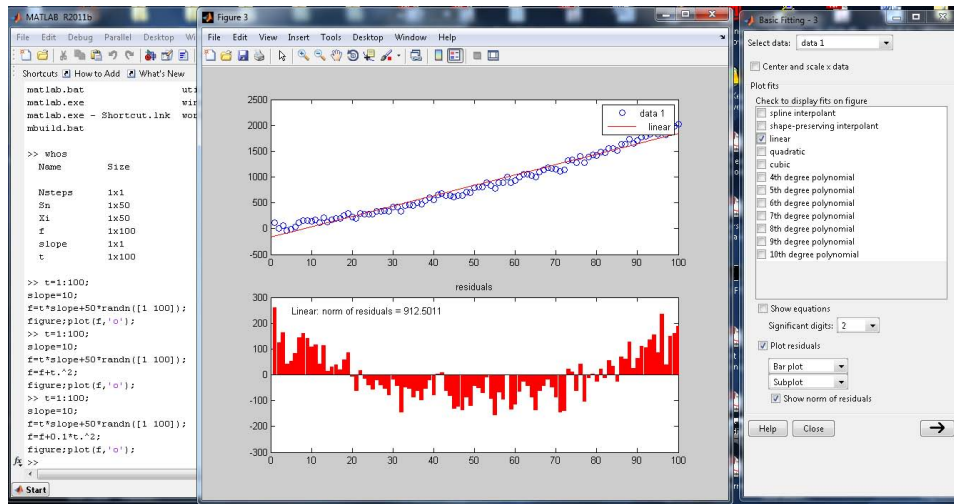 MATLAB R2011b
File Edit Debug Parallel Desktop Wi
Shortcuts How to Add What's New
matlab.bat uti
matlab.exe win
matlab.exe - Shortcut.lnk wor
mbuild.bat
>> whos
Name Size
Nsteps 1x1
Sn 1x50
Xi 1x50
f 1x100
slope 1x1
t 1x100
>> t=1:100;
slope=10;
f=t*slope+50*randn([1 100]);
figure;plot(f,'o');
>> t=1:100;
slope=10;
f=t*slope+50*randn([1 100]);
f=f+t.^2;
figure;plot(f,'o');
>> t=1:100;
slope=10;
f=t*slope+50*randn([1 100]);
f=f+0.1*t.^2;
figure;plot(f,'o');
fx >>
Start
Figure 3
File Edit View Insert Tools Desktop Window Help
2500
2000
1500
1000
500
0
-500
data 1
linear
0 10 20 30 40 50 60 70 80 90 100
residuals
300
200
100
0
-100
-200
-300
Linear: norm of residuals = 912.5011
0 10 20 30 40 50 60 70 80 90 100
Basic Fitting - 3
Select data: data 1
Center and scale x data
Plot fits
Check to display fits on figure
spline interpolant
shape-preserving interpolant
linear
quadratic
cubic
4th degree polynomial
5th degree polynomial
6th degree polynomial
7th degree polynomial
8th degree polynomial
9th degree polynomial
10th degree polynomial
Show equations
Significant digits: 2
Plot residuals
Bar plot
Subplot
Show norm of residuals
Help Close